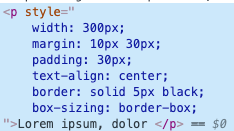 <p style="
width: 300px;
margin: 10px 30px;
padding: 30px;
text-align: center;
border: solid 5px black;
box-sizing: border-box;
">Lorem ipsum, dolor </p> == $0